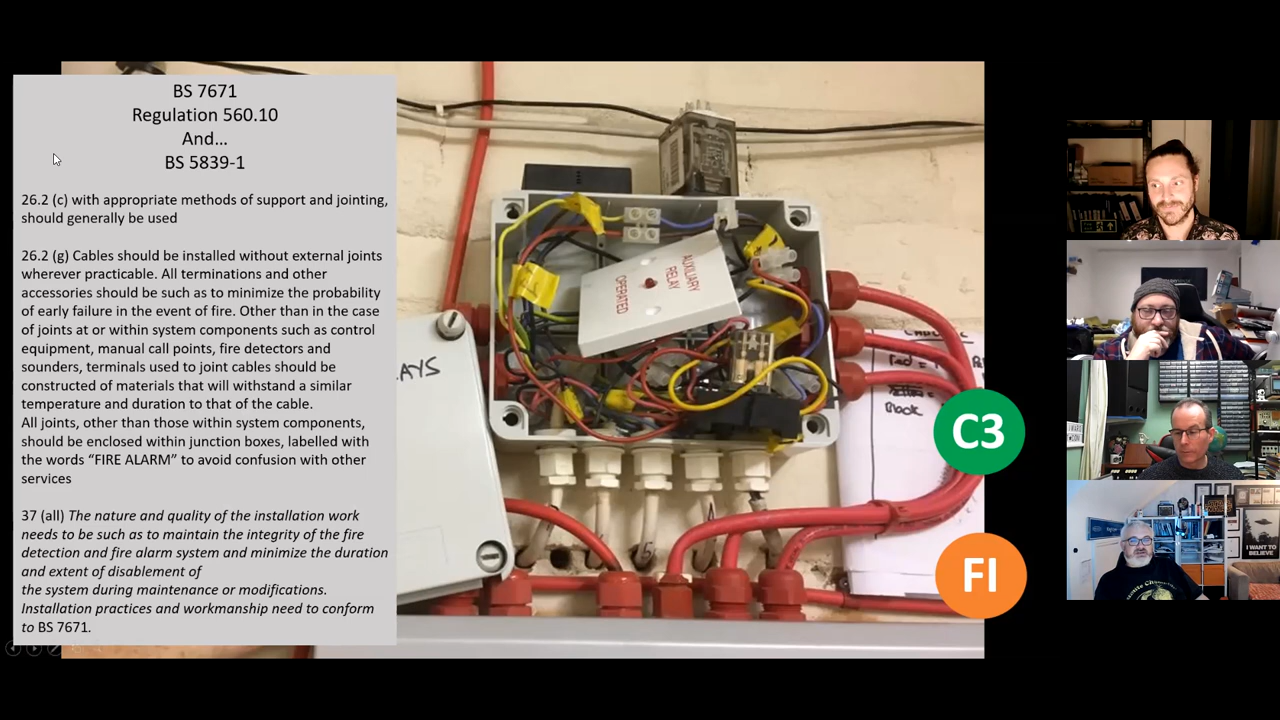 BS 7671
Regulation 560.10
And...
BS 5839-1
26.2 (c) with appropriate methods of support and jointing,
should generally be used
26.2 (g) Cables should be installed without external joints
wherever practicable. All terminations and other
accessories should be such as to minimize the probability
of early failure in the event of fire. Other than in the case
of joints at or within system components such as control
equipment, manual call points, fire detectors and
sounders, terminals used to joint cables should be
constructed of materials that will withstand a similar
temperature and duration to that of the cable.
All joints, other than those within system components,
should be enclosed within junction boxes, labelled with
the words “FIRE ALARM” to avoid confusion with other
services
37 (all) The nature and quality of the installation work
needs to be such as to maintain the integrity of the fire
detection and fire alarm system and minimize the duration
and extent of disablement of
the system during maintenance or modifications.
Installation practices and workmanship need to conform
to BS 7671.
AUXILIARY
RELAY
OPERATED
AYS
Red =
Black
5
C3
FI
I WANT TO
BELIEVE